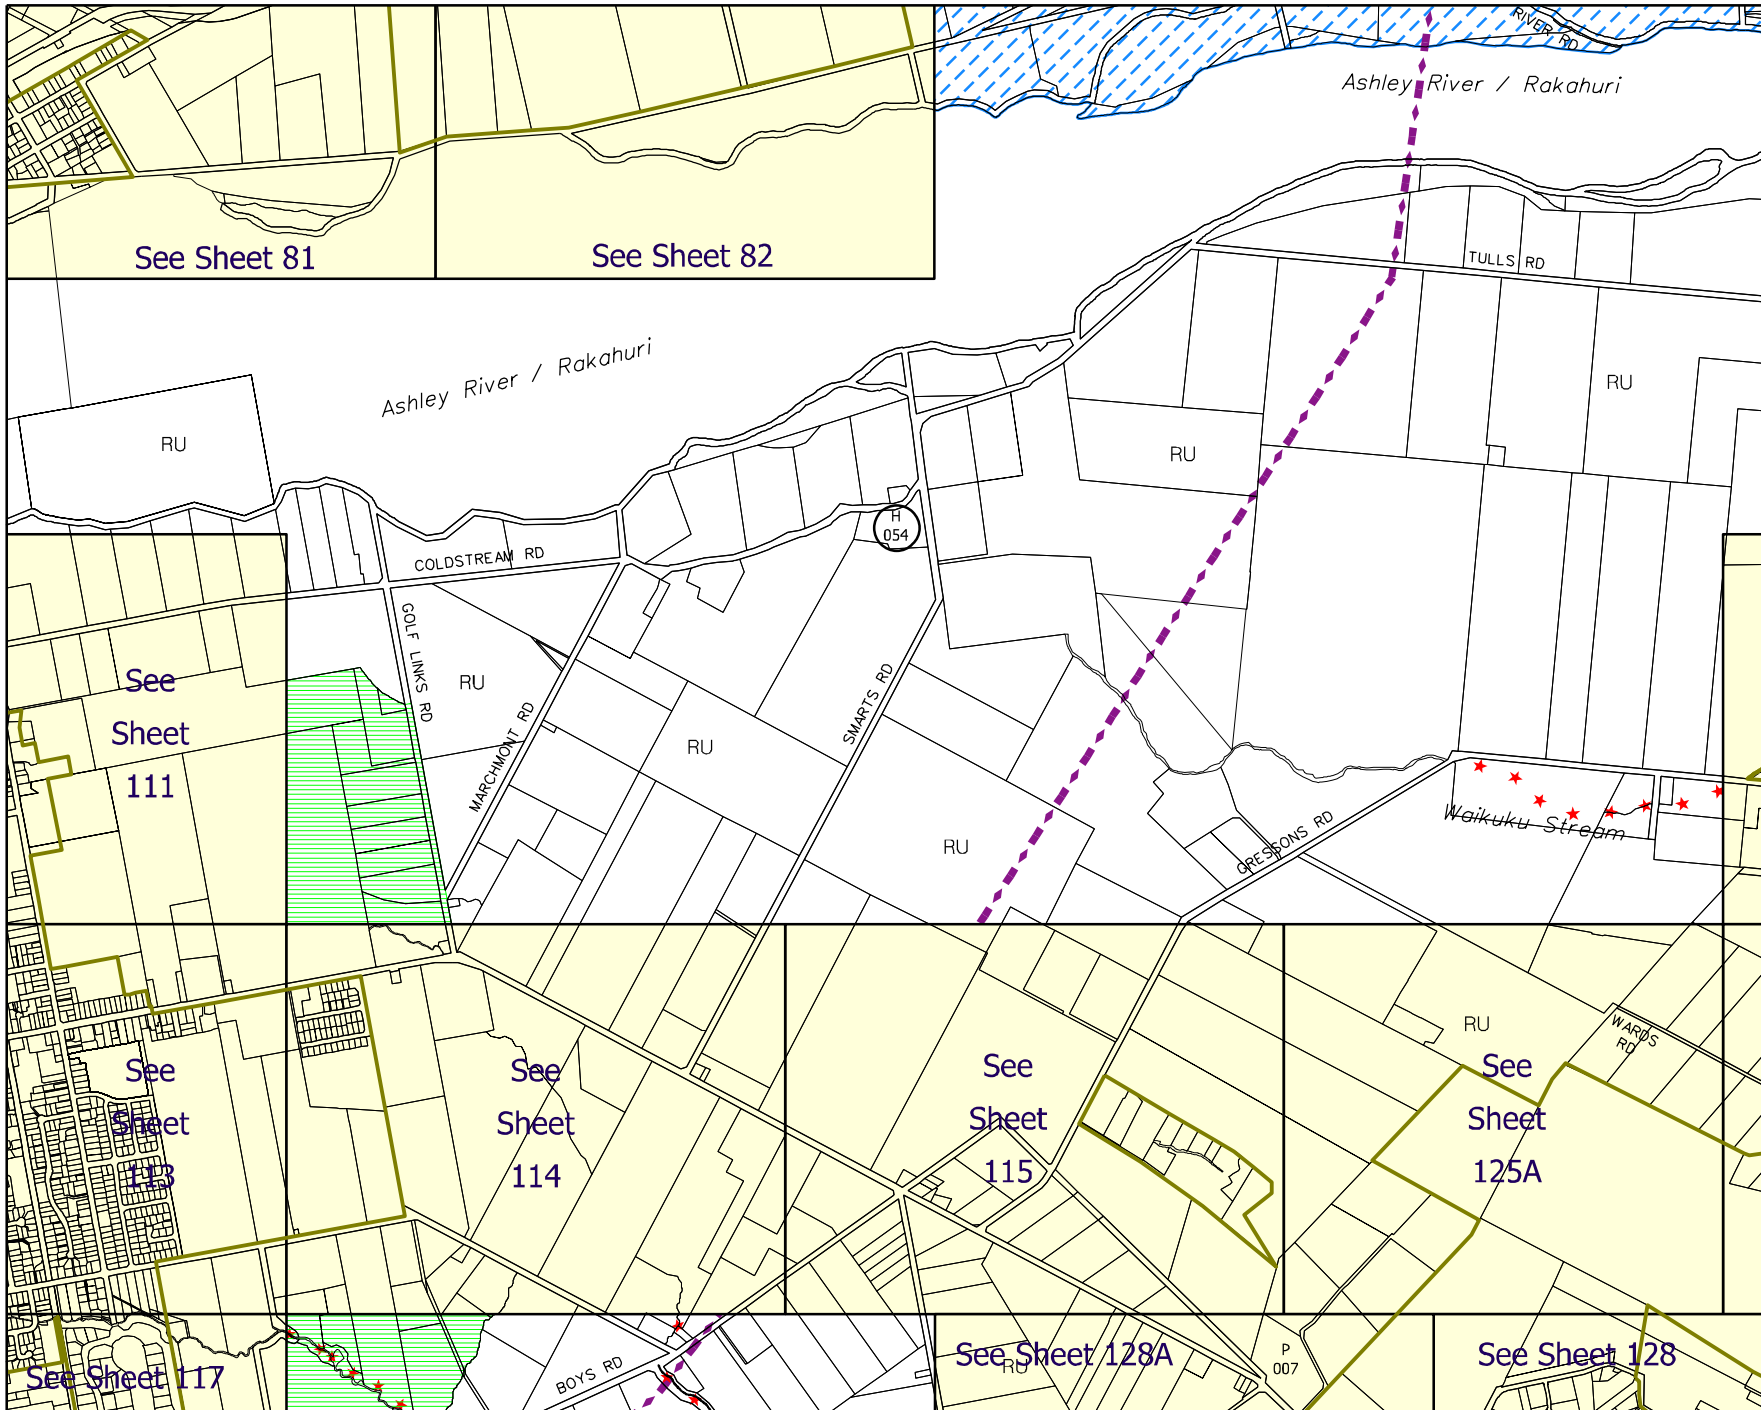 RIVER RD
Ashley River / Rakahuri
See Sheet 81
See Sheet 82
TULLS RD
Ashley River / Rakahuri
RU
RU
RU
H
054
COLDSTREAM RD
GOLF LINKS RD
RU
See
Sheet
111
MARCHMONT RD
SMARTS RD
RU
RU
GRESSONS RD
Waikuku Stream
See
Sheet
113
See
Sheet
114
See
Sheet
115
RU
WARDS
RD
See
Sheet
125A
See Sheet 117
BOYS RD
See Sheet 128A
RU
P
007
See Sheet 128